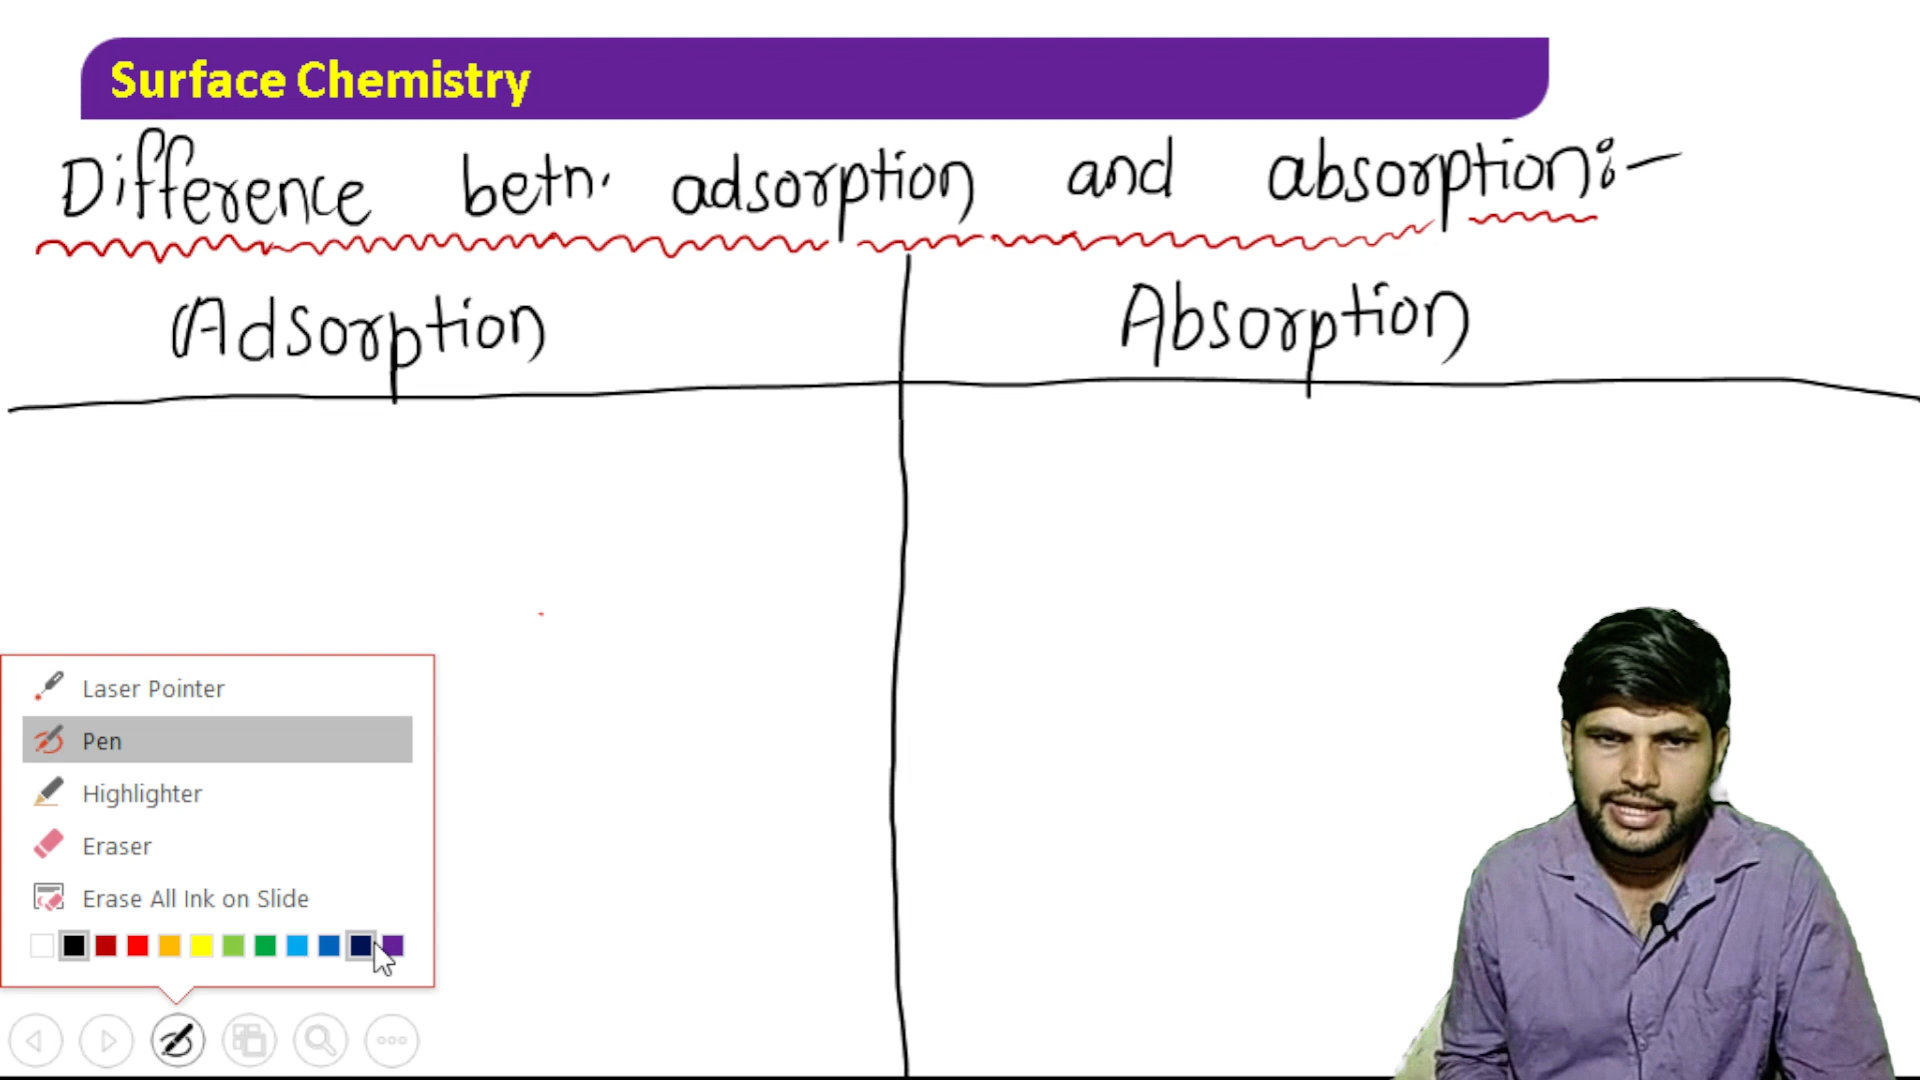 Surface Chemistry
Difference betn. adsorption and absorption:-
Adsorption
Absorption
Laser Pointer
Pen
Highlighter
Eraser
Erase All Ink on Slide